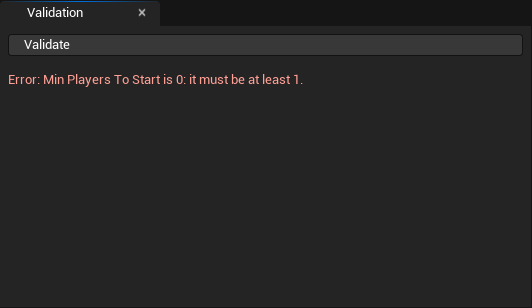 Validation
Validate
Error: Min Players To Start is 0: it must be at least 1.